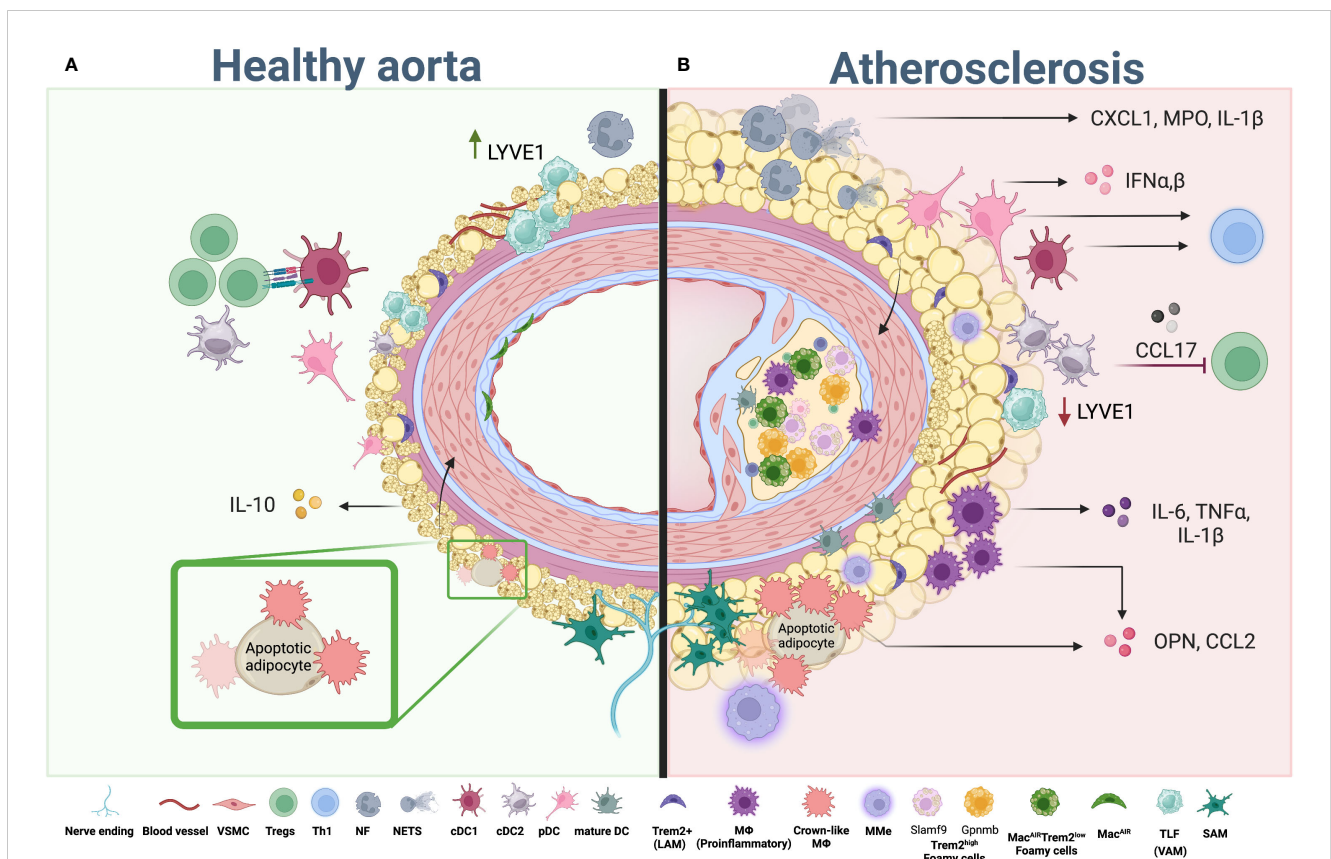 A
Healthy aorta
B
Atherosclerosis
LYVE1
CXCL1, MPO, IL-1β
IFNα,β
CCL17
LYVE1
IL-10
IL-6, TNFα,
IL-1β
Apoptotic
adipocyte
Apoptotic
adipocyte
OPN, CCL2
Nerve ending
Blood vessel
VSMC
Tregs
Th1
NF
NETS
cDC1
cDC2
pDC
mature DC
Trem2+
(LAM)
MΦ
(Proinflammatory)
Crown-like
MΦ
MMe
Slamf9
Gpnmb
Trem2high
Foamy cells
MacAIRTrem2low
Foamy cells
MacAIR
TLF
(VAM)
SAM